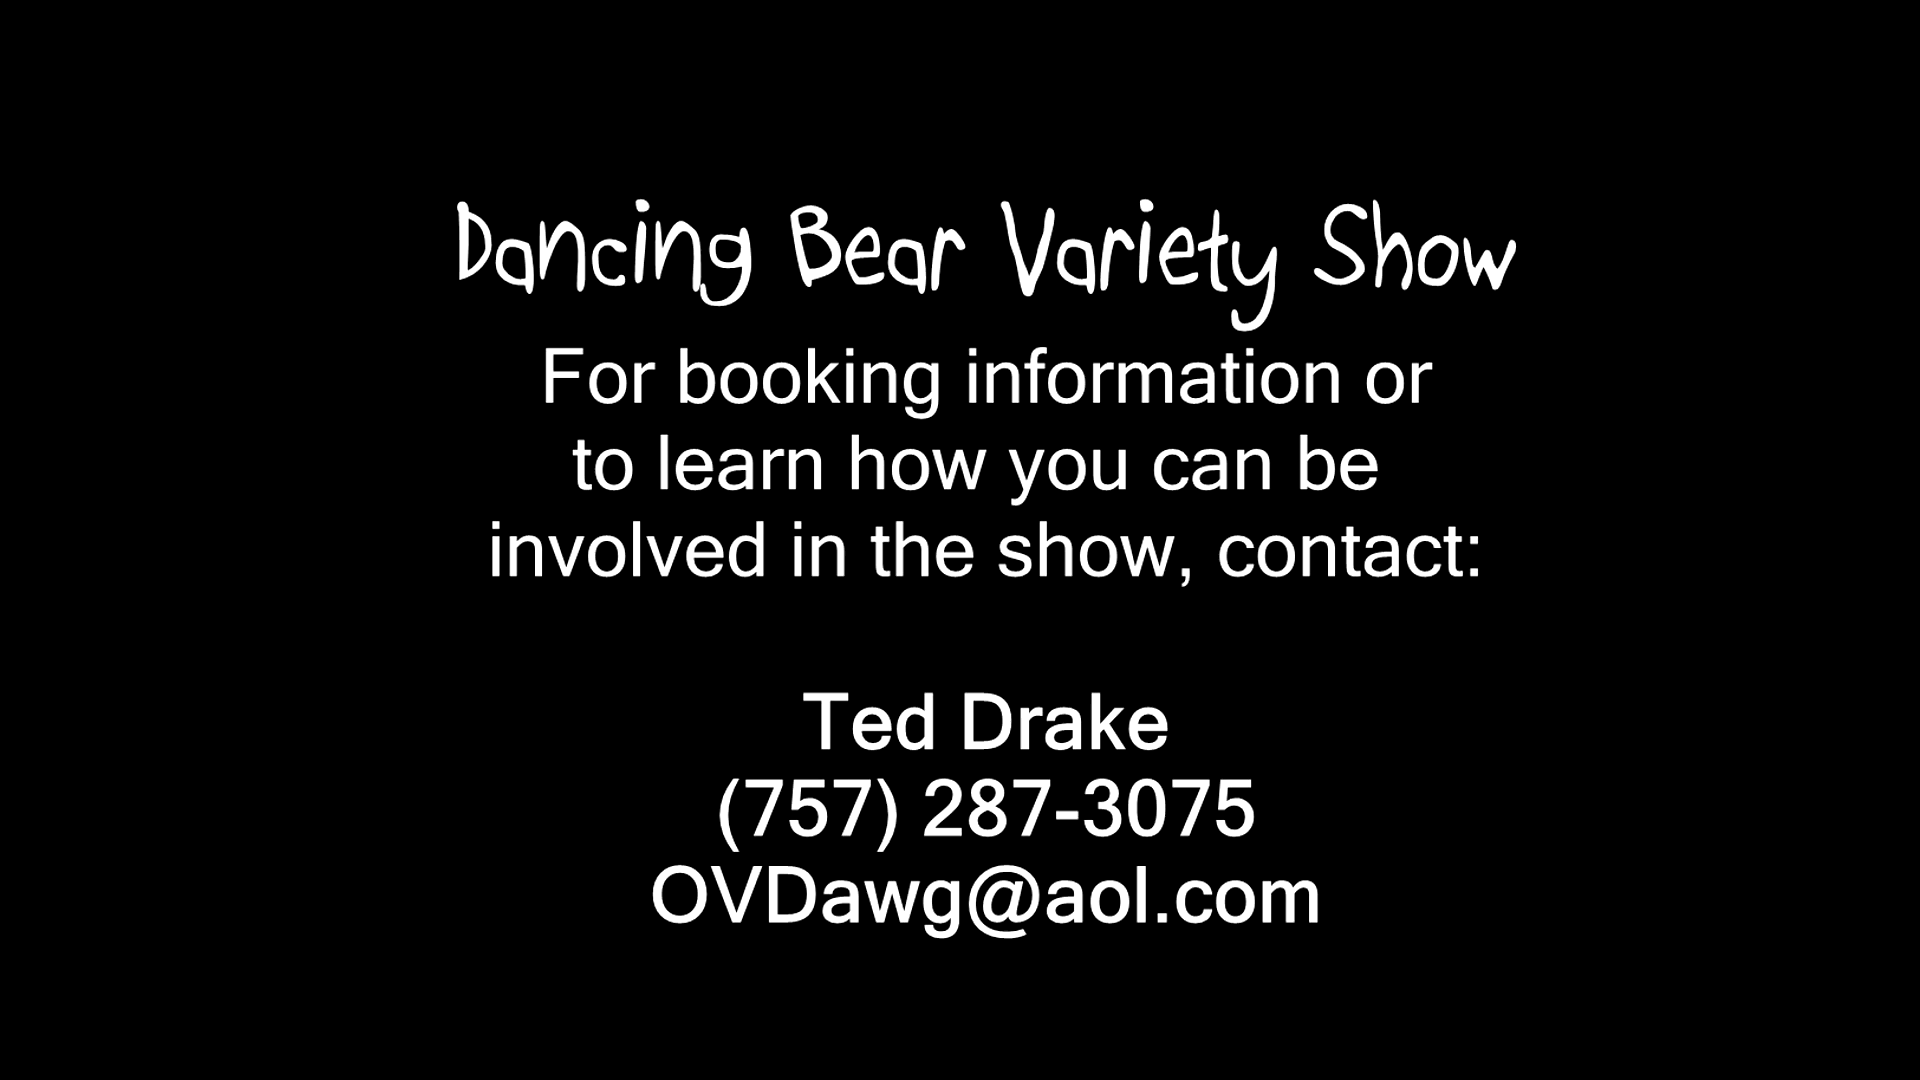 Dancing Bear Variety Show
For booking information or
to learn how you can be
involved in the show, contact:
Ted Drake
(757) 287-3075
OVDawg@aol.com